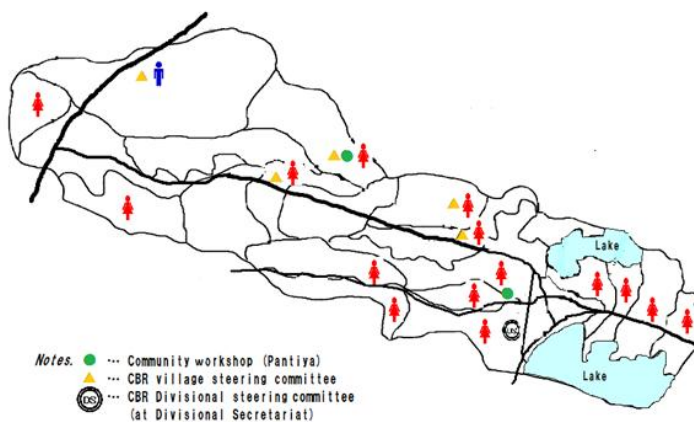 Lake
Lake
DS
Notes. ● ··· Community workshop (Pantiya)
▲ ··· CBR village steering committee
DS ··· CBR Divisional steering committee
(at Divisional Secretariat)